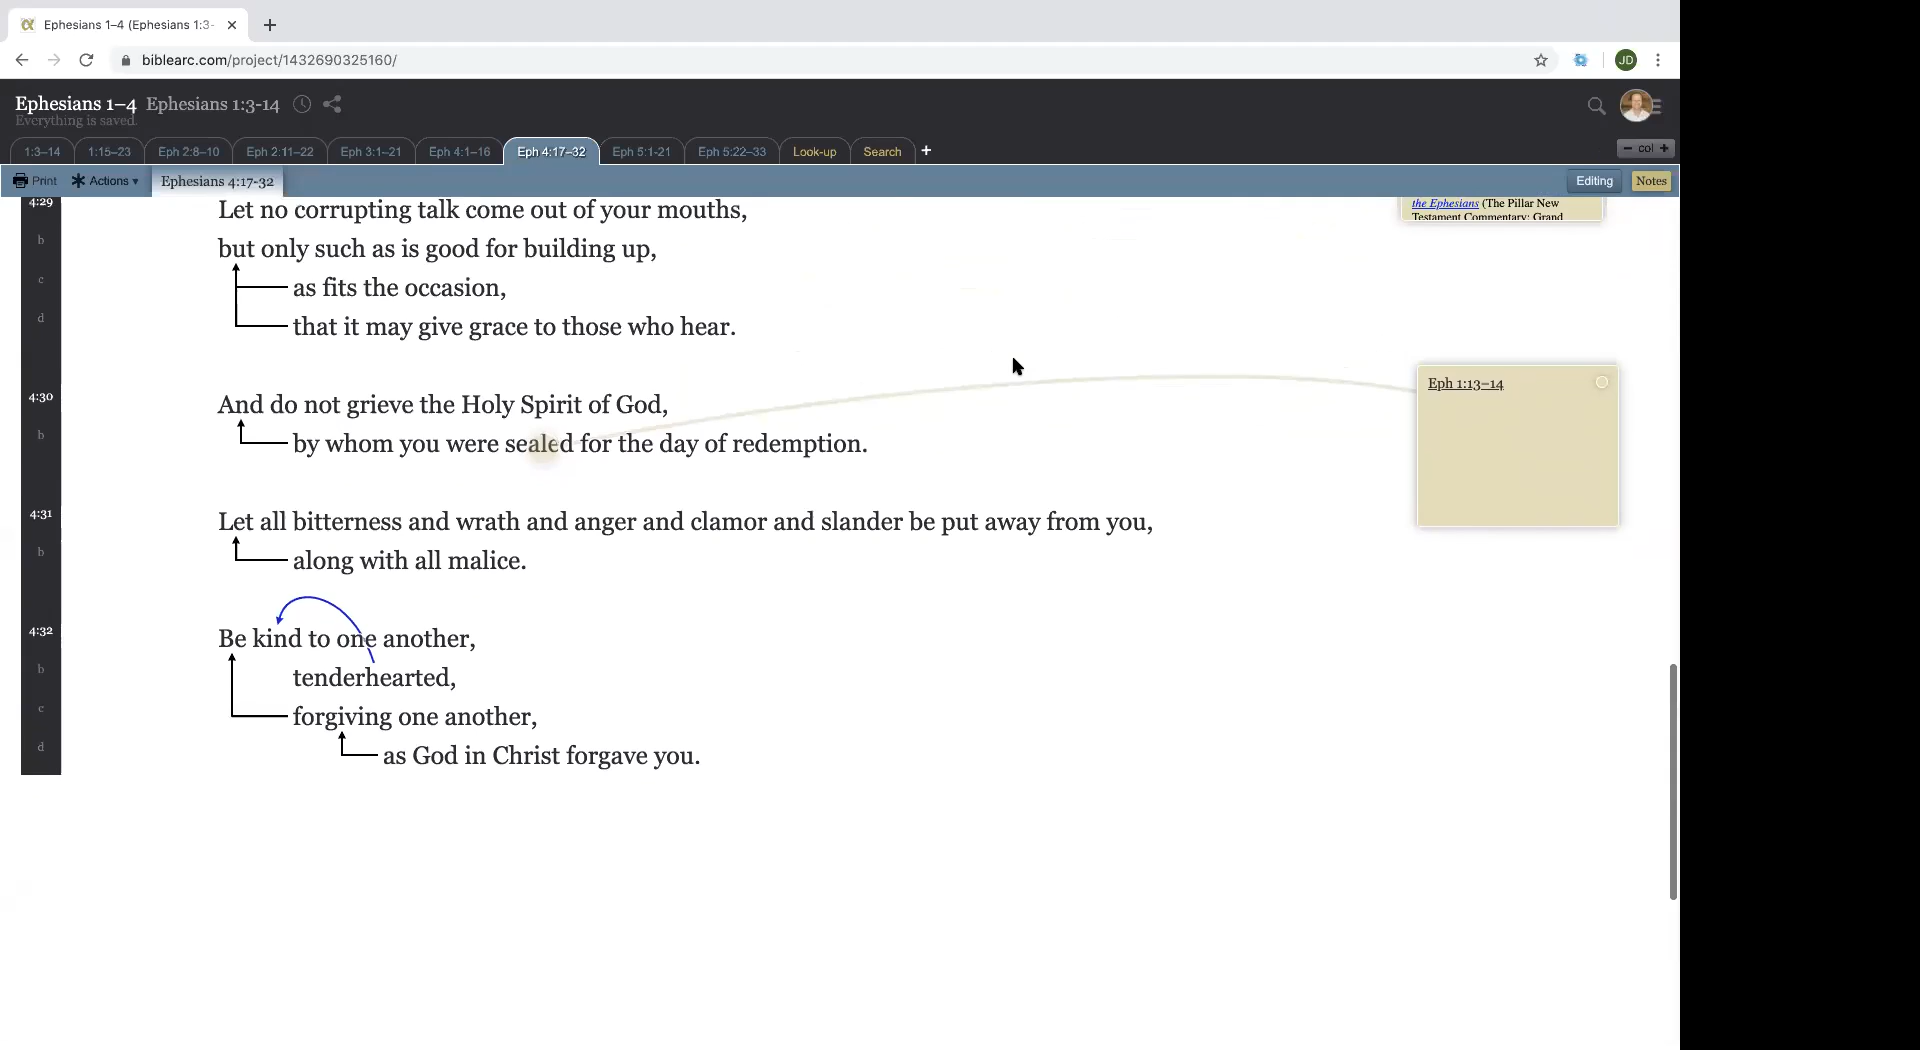 Ephesians 1–4 (Ephesians 1:3-
biblearc.com/project/1432690325160/
JD
Ephesians 1–4 Ephesians 1:3-14
Everything is saved.
1:3–14 1:15–23 Eph 2:8–10 Eph 2:11–22 Eph 3:1–21 Eph 4:1–16 Eph 4:17–32 Eph 5:1-21 Eph 5:22–33 Look-up Search +
− col +
Print Actions ▾ Ephesians 4:17-32 Editing Notes
the Ephesians (The Pillar New
Testament Commentary; Grand
4:29 Let no corrupting talk come out of your mouths,
b but only such as is good for building up,
c as fits the occasion,
d that it may give grace to those who hear.
Eph 1:13–14
4:30 And do not grieve the Holy Spirit of God,
b by whom you were sealed for the day of redemption.
4:31 Let all bitterness and wrath and anger and clamor and slander be put away from you,
b along with all malice.
4:32 Be kind to one another,
b tenderhearted,
c forgiving one another,
d as God in Christ forgave you.